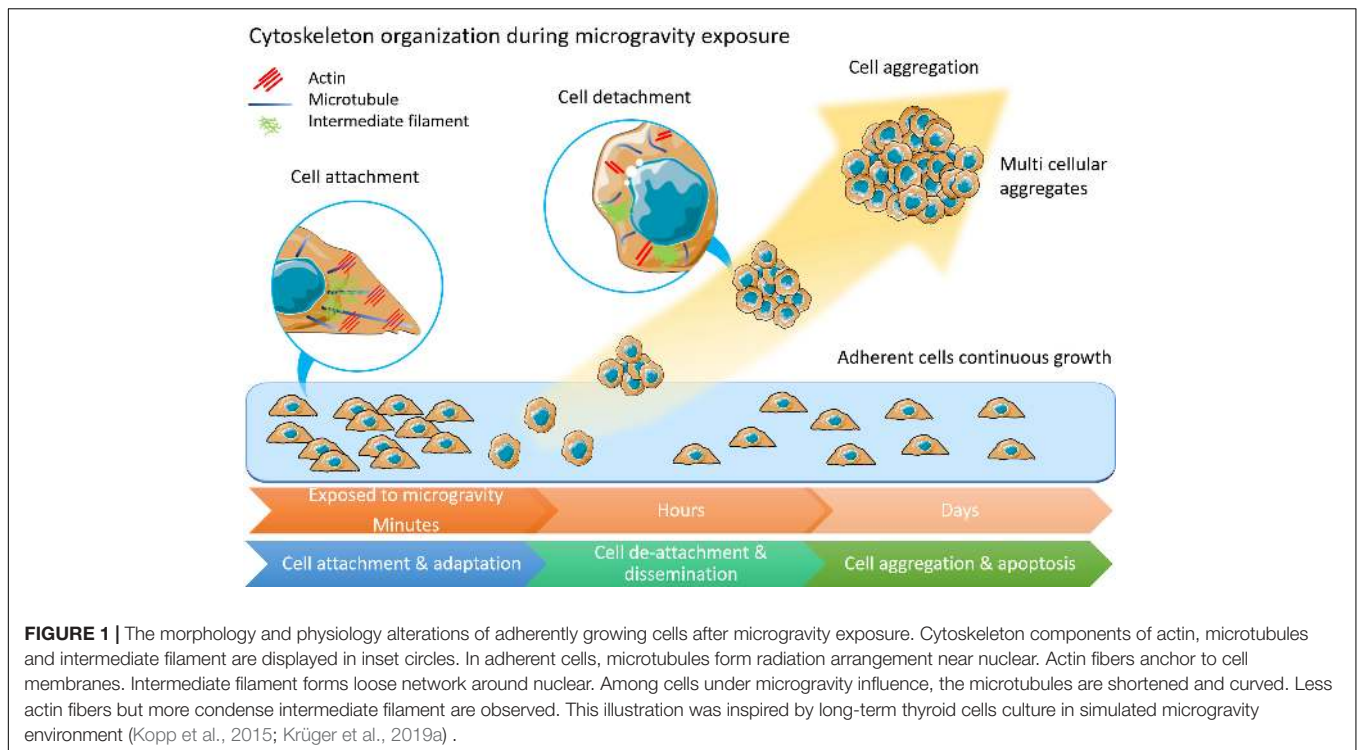 Cytoskeleton organization during microgravity exposure
Actin
Microtubule
Intermediate filament
Cell attachment
Cell detachment
Cell aggregation
Multi cellular
aggregates
Adherent cells continuous growth
Exposed to microgravity
Minutes
Hours
Days
Cell attachment & adaptation
Cell de-attachment &
dissemination
Cell aggregation & apoptosis
FIGURE 1 | The morphology and physiology alterations of adherently growing cells after microgravity exposure. Cytoskeleton components of actin, microtubules
and intermediate filament are displayed in inset circles. In adherent cells, microtubules form radiation arrangement near nuclear. Actin fibers anchor to cell
membranes. Intermediate filament forms loose network around nuclear. Among cells under microgravity influence, the microtubules are shortened and curved. Less
actin fibers but more condense intermediate filament are observed. This illustration was inspired by long-term thyroid cells culture in simulated microgravity
environment (Kopp et al., 2015; Krüger et al., 2019a) .